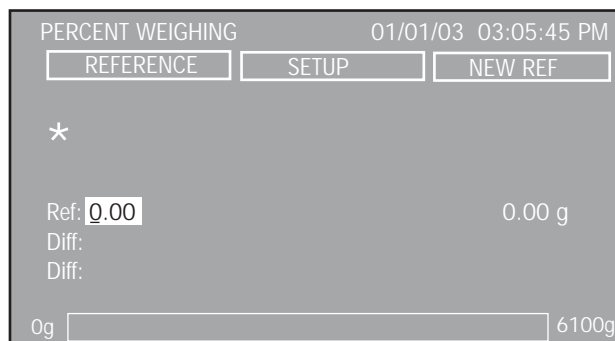 PERCENT WEIGHING 01/01/03 03:05:45 PM
REFERENCE SETUP NEW REF
*
Ref: 0.00 0.00 g
Diff:
Diff:
0g 6100g